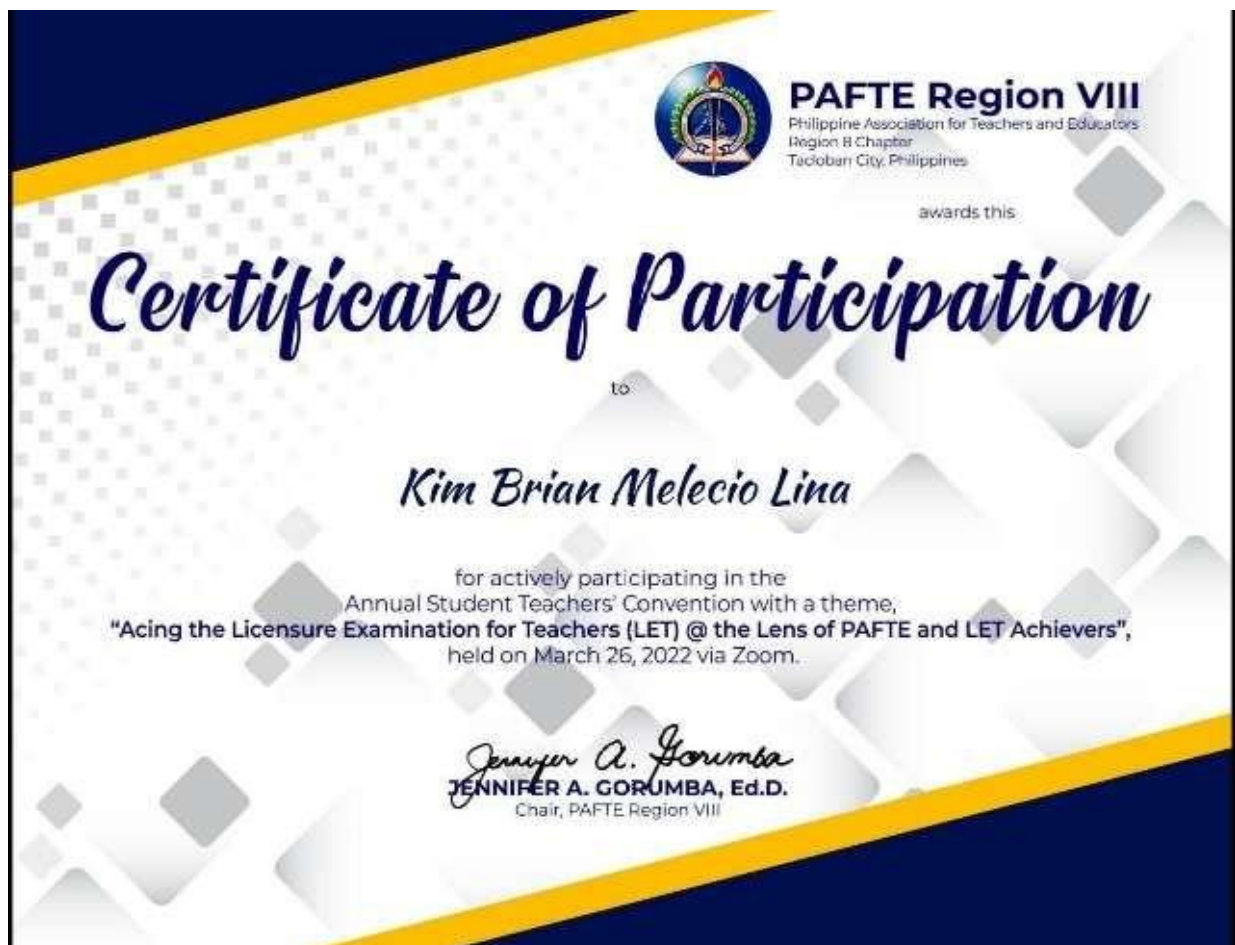 PAFTE Region VIII
Philippine Association for Teachers and Educators
Region 8 Chapter
Tacloban City, Philippines
awards this
Certificate of Participation
to
Kim Brian Melecio Lina
for actively participating in the
Annual Student Teachers' Convention with a theme,
"Acing the Licensure Examination for Teachers (LET) @ the Lens of PAFTE and LET Achievers",
held on March 26, 2022 via Zoom.
Jennifer A. Gorumba
JENNIFER A. GORUMBA, Ed.D.
Chair, PAFTE Region VIII